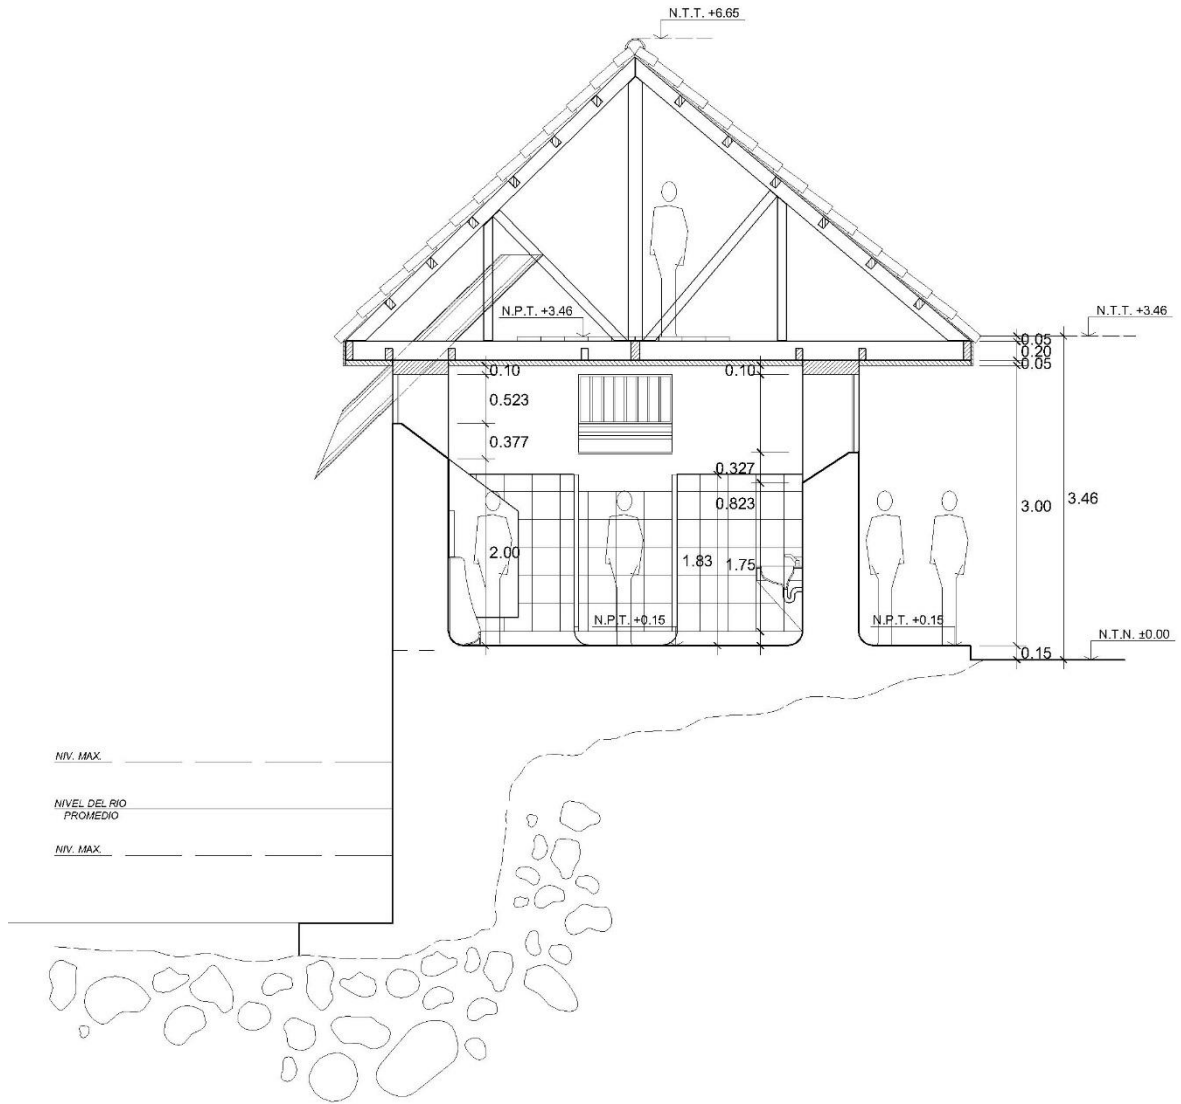 N.T.T. +6.65
N.P.T. +3.46
N.T.T. +3.46
0.05
0.20
0.05
0.10
0.10
0.523
0.377
0.327
0.823
3.00
3.46
2.00
1.83
1.75
N.P.T. +0.15
N.P.T. +0.15
N.T.N. ±0.00
0.15
NIV. MAX.
NIVEL DEL RIO
PROMEDIO
NIV. MAX.